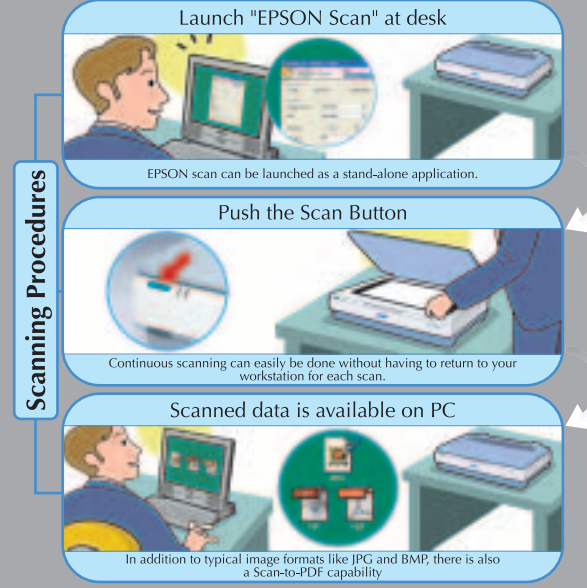 Scanning Procedures
Launch "EPSON Scan" at desk
EPSON scan can be launched as a stand-alone application.
Push the Scan Button
Continuous scanning can easily be done without having to return to your
workstation for each scan.
Scanned data is available on PC
In addition to typical image formats like JPG and BMP, there is also
a Scan-to-PDF capability